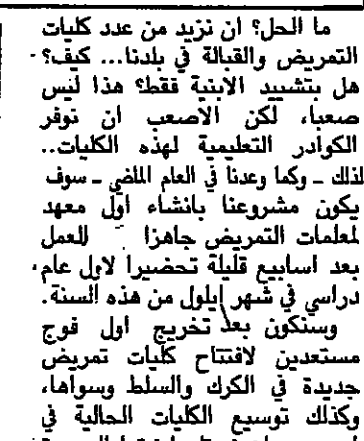 ما الحل؟ ان نزيد من عدد كليات
التمريض والقبالة في بلدنا... كيف؟
هل بتشييد الابنية فقط؟ هذا ليس
صعبا، لكن الاصعب ان نوفر
الكوادر التعليمية لهذه الكليات..
لذلك ـ وكما وعدنا في العام الماضي ـ سوف
يكون مشروعنا بانشاء اول معهد
لمعلمات التمريض جاهزا للعمل
بعد اسابيع قليلة تحضيرا لاول عام
دراسي في شهر ايلول من هذه السنة.
وسنكون بعد تخريج اول فوج
مستعدين لافتتاح كليات تمريض
جديدة في الكرك والسلط وسواها،
وكذلك توسيع الكليات الحالية في